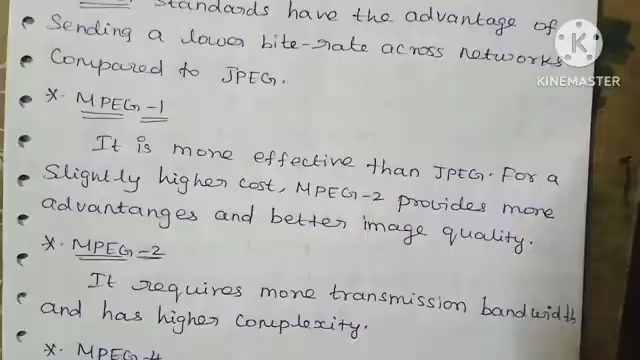 Standards have the advantage of
Sending a lower bite-rate across networks
Compared to JPEG.
*. MPEG-1
It is more effective than JPEG. For a
Slightly higher cost, MPEG-2 provides more
advantanges and better image quality.
*. MPEG-2
It requires more transmission bandwidth
and has higher complexity.
*. MPEG-4
KINEMASTER